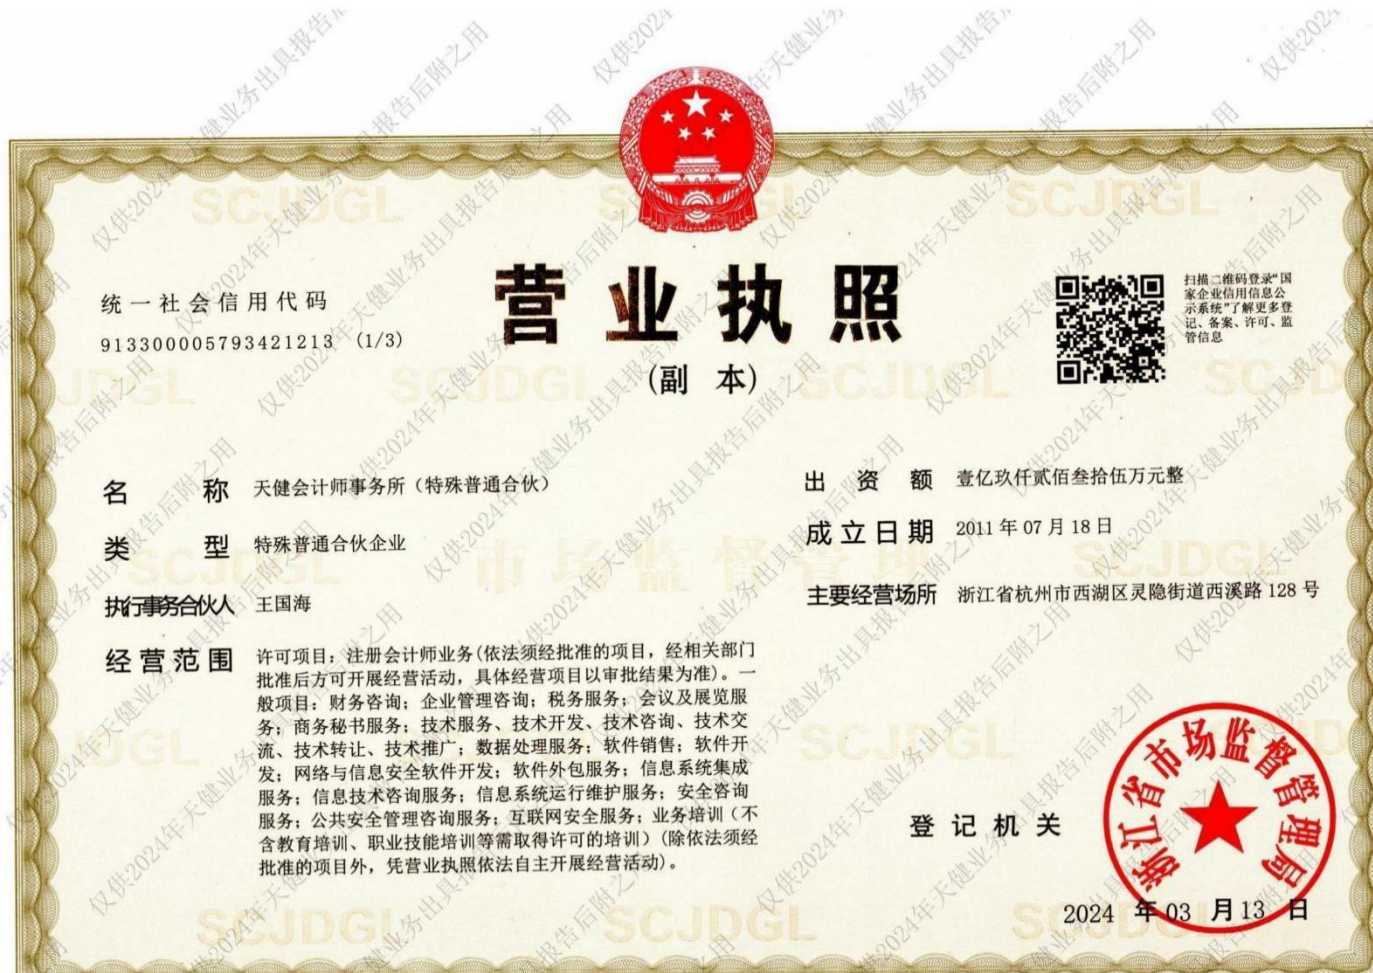 营业执照
(副 本)
统一社会信用代码
913300005793421213 (1/3)
扫描二维码登录“国
家企业信用信息公
示系统”了解更多登
记、备案、许可、监
管信息
名 称 天健会计师事务所（特殊普通合伙）
类 型 特殊普通合伙企业
执行事务合伙人 王国海
经营范围 许可项目：注册会计师业务(依法须经批准的项目，经相关部门
批准后方可开展经营活动，具体经营项目以审批结果为准)。一
般项目：财务咨询；企业管理咨询；税务服务；会议及展览服
务；商务秘书服务；技术服务、技术开发、技术咨询、技术交
流、技术转让、技术推广；数据处理服务；软件销售；软件开
发；网络与信息安全软件开发；软件外包服务；信息系统集成
服务；信息技术咨询服务；信息系统运行维护服务；安全咨询
服务；公共安全管理咨询服务；互联网安全服务；业务培训（不
含教育培训、职业技能培训等需取得许可的培训）(除依法须经
批准的项目外，凭营业执照依法自主开展经营活动)。
出 资 额 壹亿玖仟贰佰叁拾伍万元整
成立日期 2011 年 07 月 18 日
主要经营场所 浙江省杭州市西湖区灵隐街道西溪路 128 号
登记机关
浙江省市场监督管理局
2024 年 03 月 13 日
SCJDGL
市场监督管理
仅供2024年天健业务出具报告后附之用